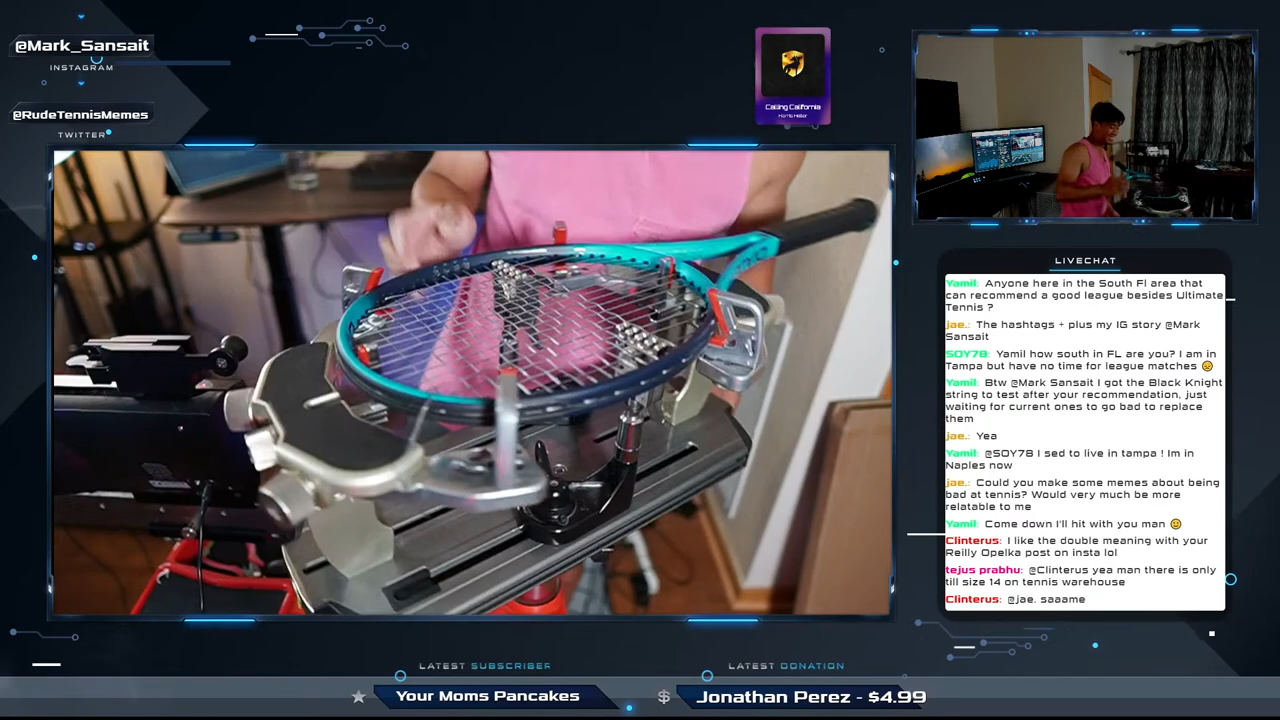 @Mark_Sansait
INSTAGRAM
@RudeTennisMemes
TWITTER
Calling California
LIVECHAT
Yamil: Anyone here in the South Fl area that
can recommend a good league besides Ultimate
Tennis ?
jae.: The hashtags + plus my IG story @Mark
Sansait
SOY78: Yamil how south in FL are you? I am in
Tampa but have no time for league matches 😣
Yamil: Btw @Mark Sansait I got the Black Knight
string to test after your recommendation, just
waiting for current ones to go bad to replace
them
jae.: Yea
Yamil: @SOY78 I sed to live in tampa ! Im in
Naples now
jae.: Could you make some memes about being
bad at tennis? Would very much be more
relatable to me
Yamil: Come down I'll hit with you man 🙂
Clinterus: I like the double meaning with your
Reilly Opelka post on insta lol
tejus prabhu: @Clinterus yea man there is only
till size 14 on tennis warehouse
Clinterus: @jae. saaame
LATEST SUBSCRIBER
Your Moms Pancakes
LATEST DONATION
$ Jonathan Perez - $4.99